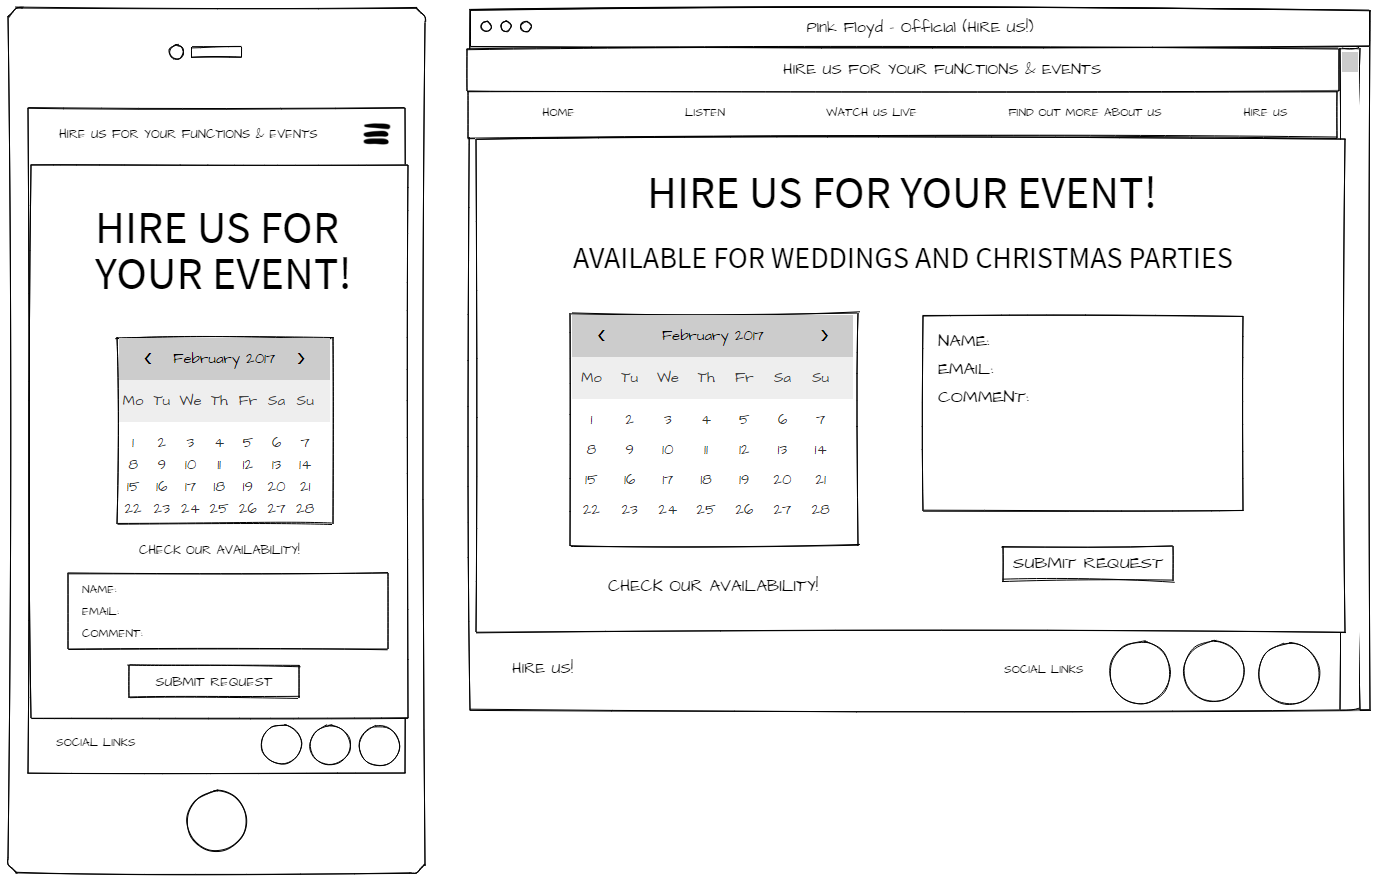 HIRE US FOR YOUR FUNCTIONS & EVENTS
HIRE US FOR
YOUR EVENT!
February 2017
Mo Tu We Th Fr Sa Su
1 2 3 4 5 6 7
8 9 10 11 12 13 14
15 16 17 18 19 20 21
22 23 24 25 26 27 28
CHECK OUR AVAILABILITY!
NAME:
EMAIL:
COMMENT:
SUBMIT REQUEST
SOCIAL LINKS
Pink Floyd - Official (HIRE US!)
HIRE US FOR YOUR FUNCTIONS & EVENTS
HOME LISTEN WATCH US LIVE FIND OUT MORE ABOUT US HIRE US
HIRE US FOR YOUR EVENT!
AVAILABLE FOR WEDDINGS AND CHRISTMAS PARTIES
February 2017
Mo Tu We Th Fr Sa Su
1 2 3 4 5 6 7
8 9 10 11 12 13 14
15 16 17 18 19 20 21
22 23 24 25 26 27 28
CHECK OUR AVAILABILITY!
NAME:
EMAIL:
COMMENT:
SUBMIT REQUEST
HIRE US!
SOCIAL LINKS